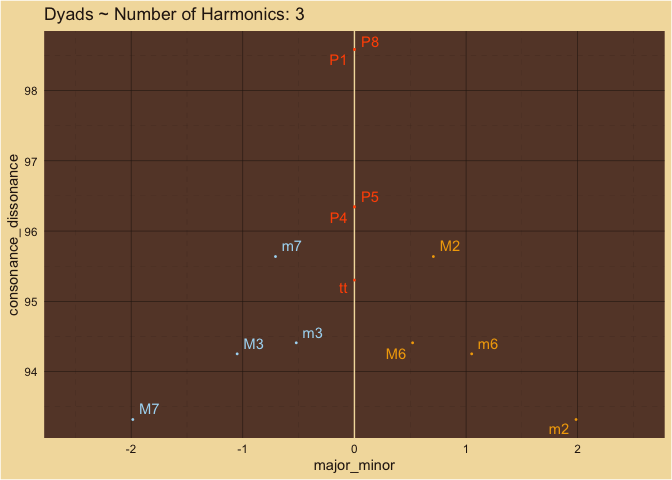 Dyads ~ Number of Harmonics: 3
consonance_dissonance
98
97
96
95
94
P8
P1
P5
P4
m7
M2
tt
m3
M3
M6
m6
M7
m2
-2
-1
0
1
2
major_minor